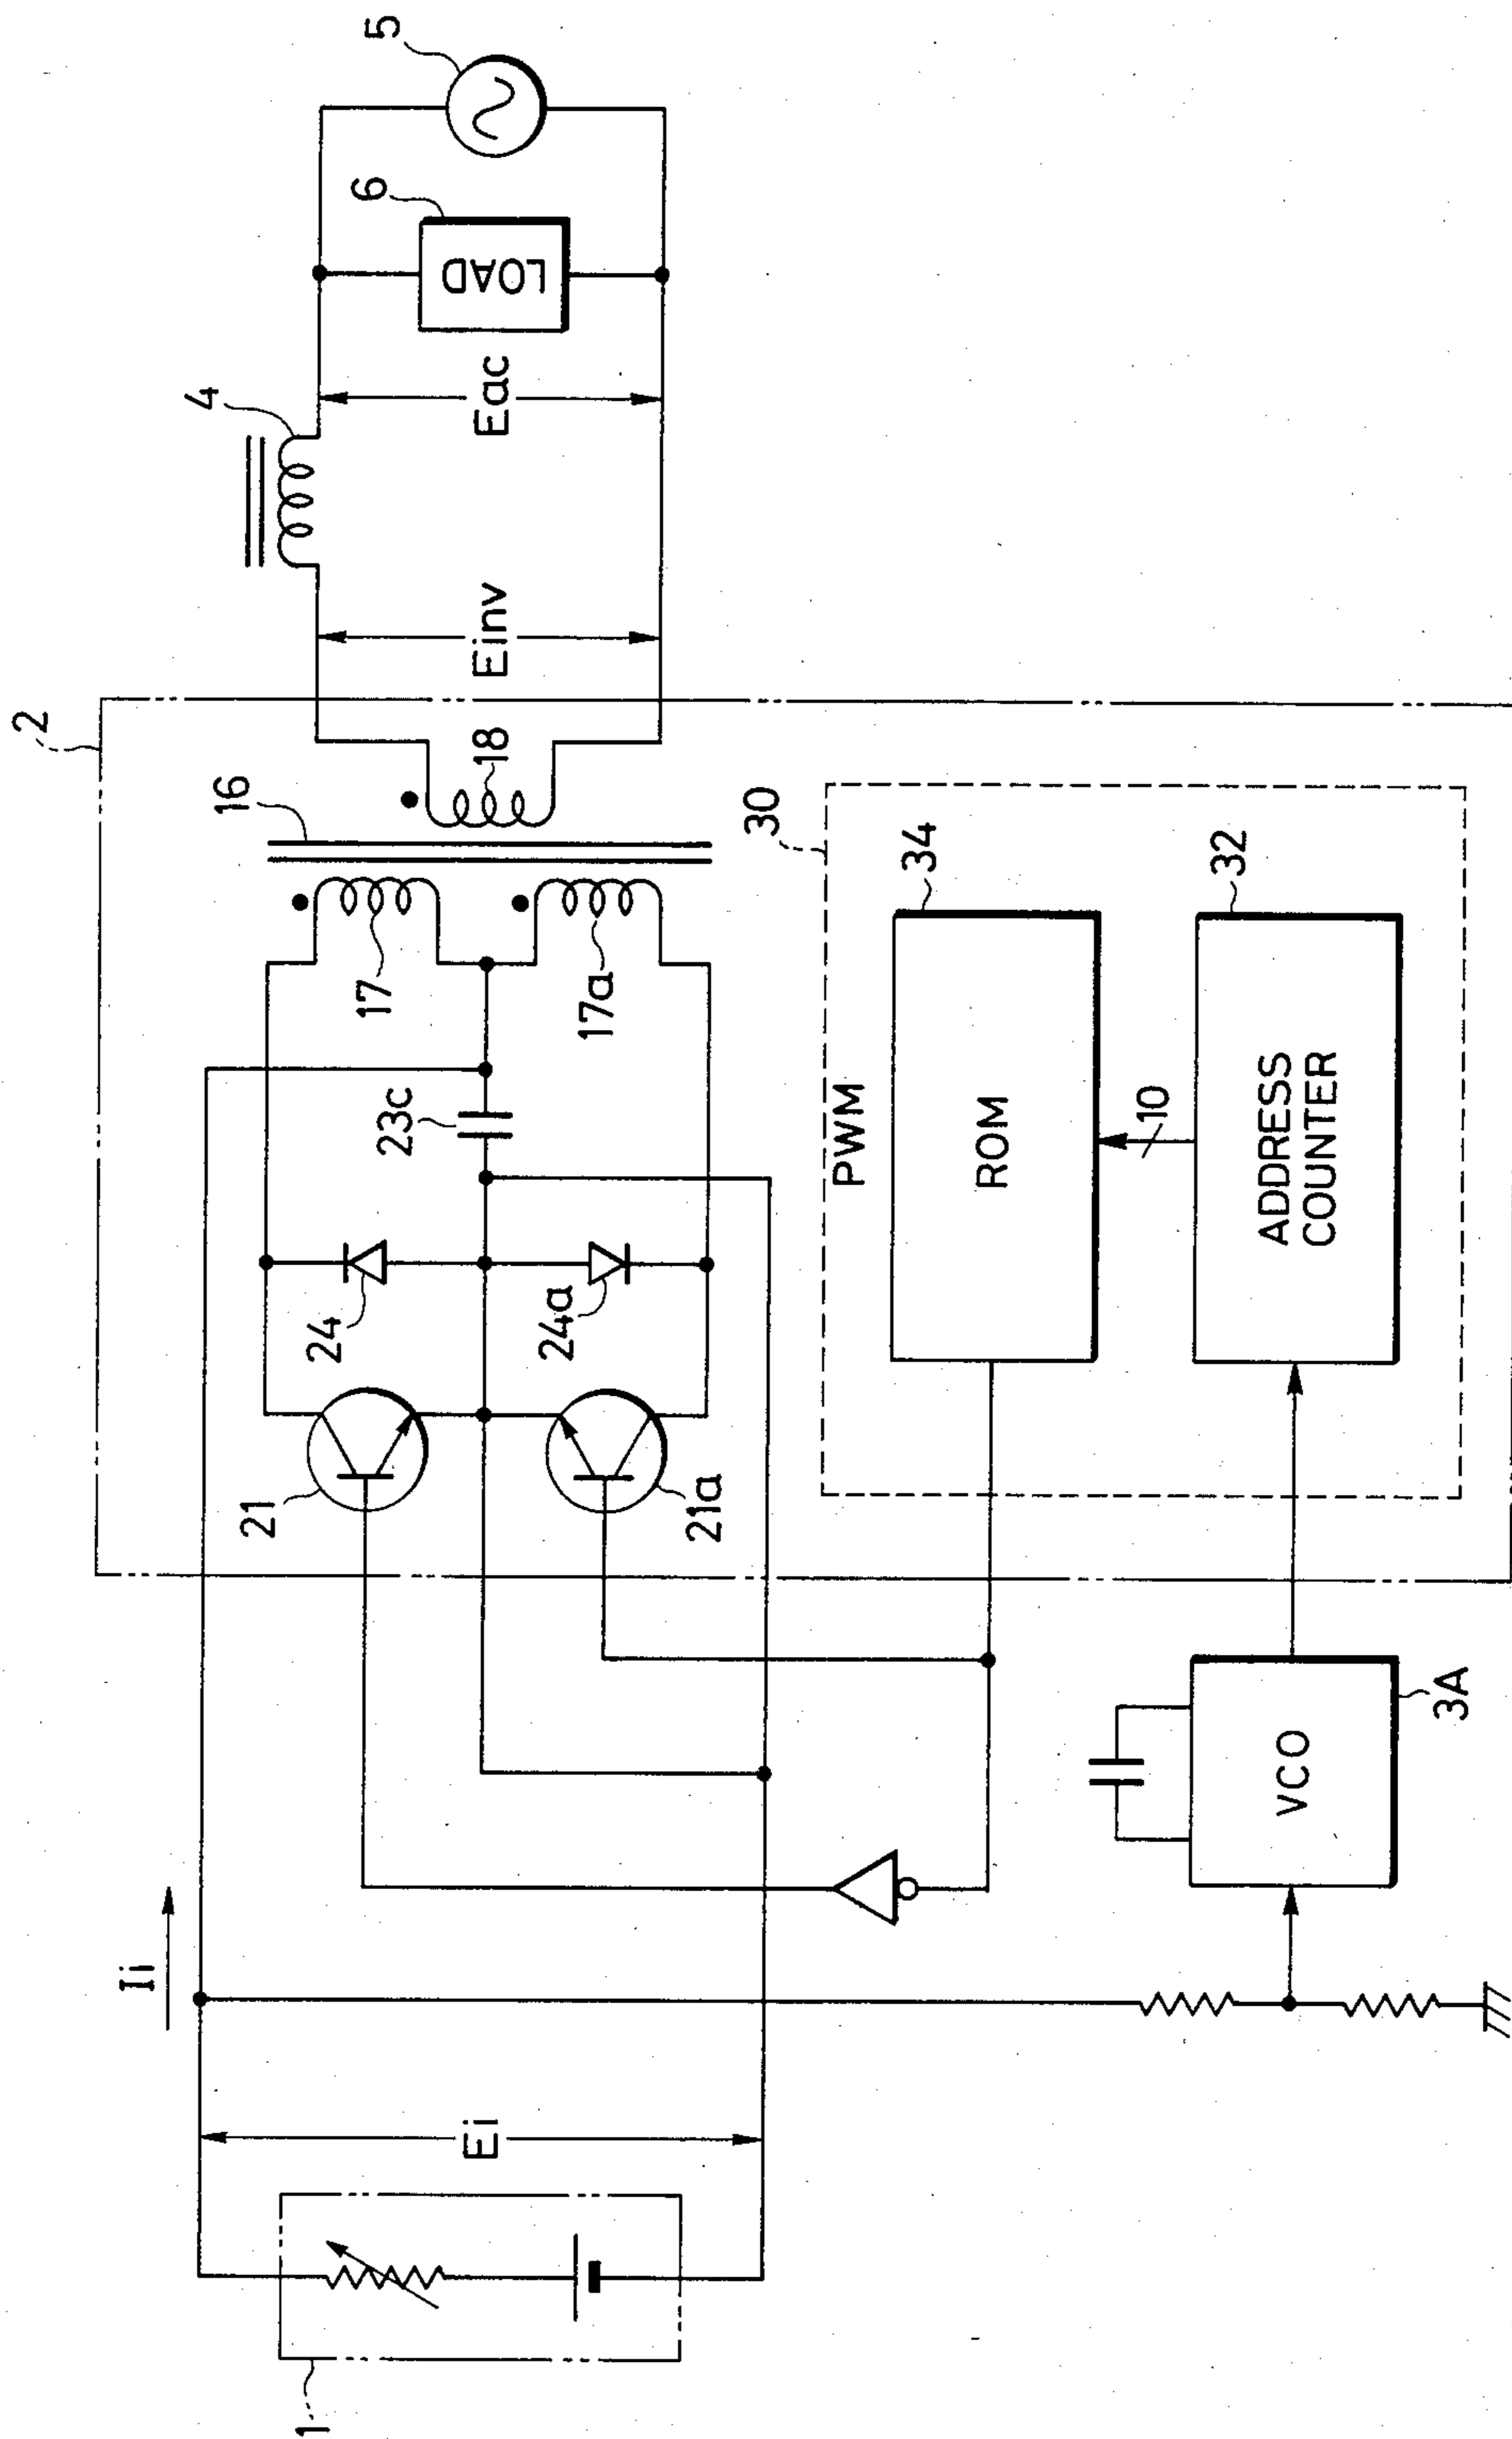 5
6
LOAD
4
Eac
Einv
2
16
18
17
17a
23c
24
24a
21
21a
30
34
32
PWM
ROM
10
ADDRESS
COUNTER
3A
VCO
Ii
Ei
1